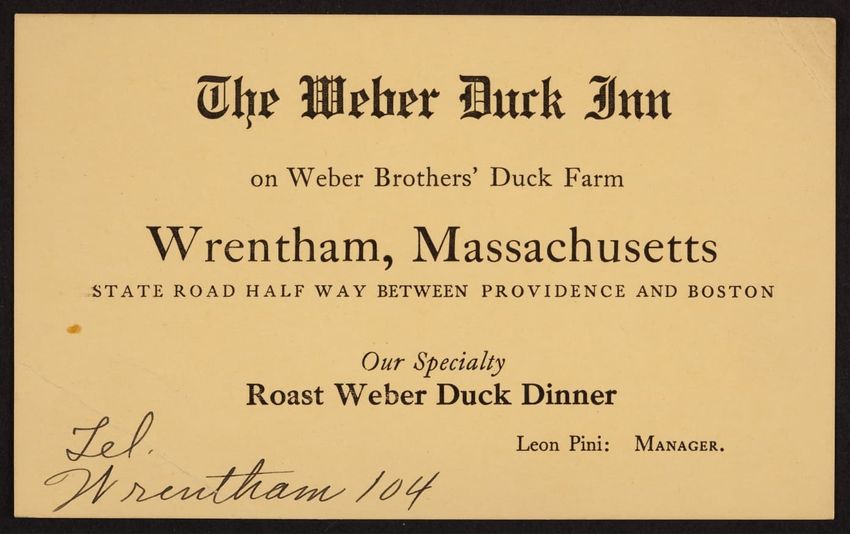 The Weber Duck Inn
on Weber Brothers' Duck Farm
Wrentham, Massachusetts
STATE ROAD HALF WAY BETWEEN PROVIDENCE AND BOSTON
Our Specialty
Roast Weber Duck Dinner
Leon Pini: MANAGER.
Tel.
Wrentham 104